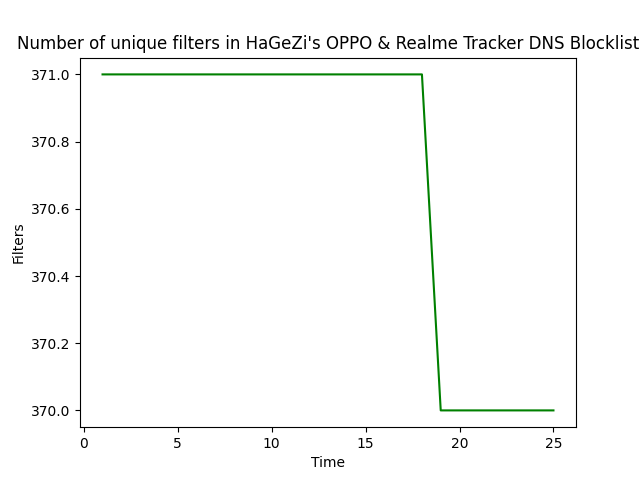 Number of unique filters in HaGeZi's OPPO & Realme Tracker DNS Blocklist
371.0
370.8
370.6
370.4
370.2
370.0
Filters
0 5 10 15 20 25
Time